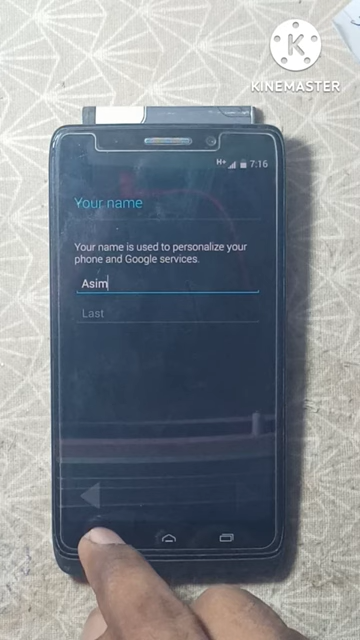 K
KINEMASTER
H+ 7:16
Your name
Your name is used to personalize your
phone and Google services.
Asim
Last